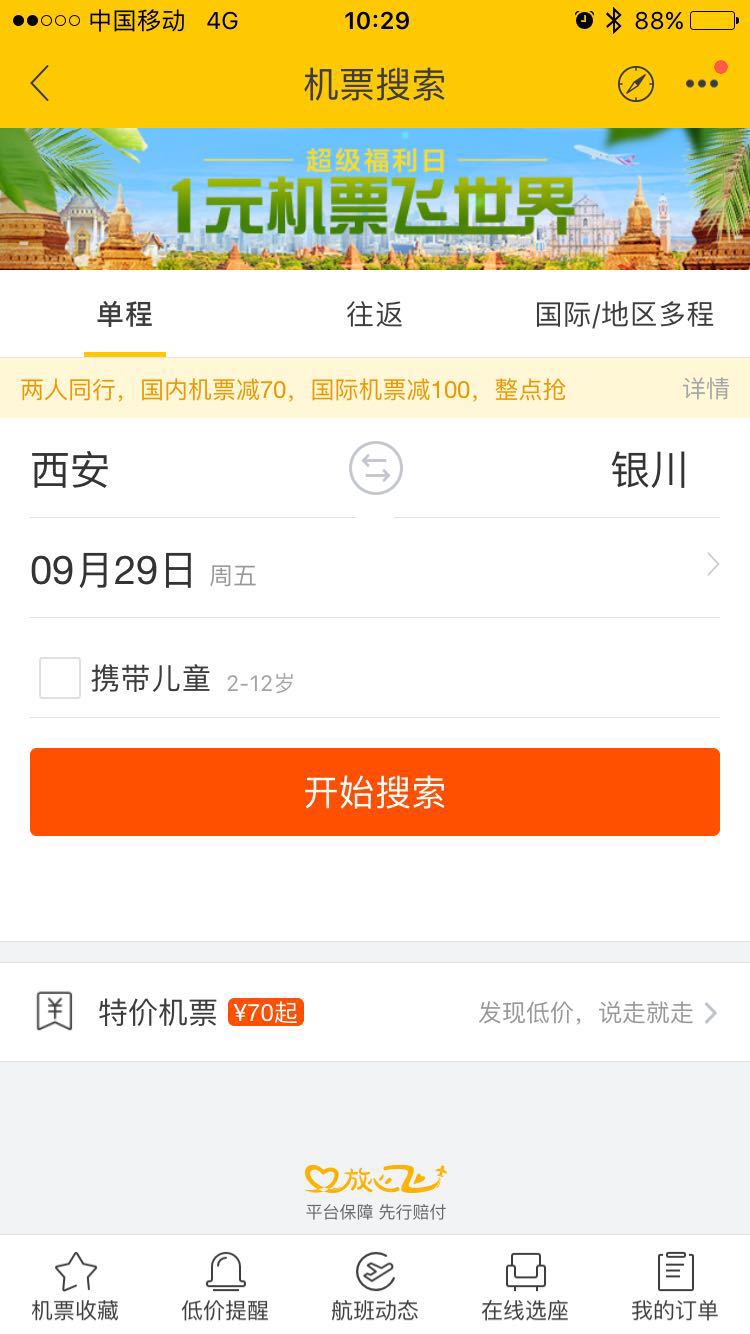 中国移动 4G 10:29 88%
机票搜索
超级福利日
1元机票飞世界
单程 往返 国际/地区多程
两人同行，国内机票减70，国际机票减100，整点抢 详情
西安 银川
09月29日 周五
携带儿童 2-12岁
开始搜索
¥ 特价机票 ¥70起 发现低价，说走就走
放心飞
平台保障 先行赔付
机票收藏 低价提醒 航班动态 在线选座 我的订单